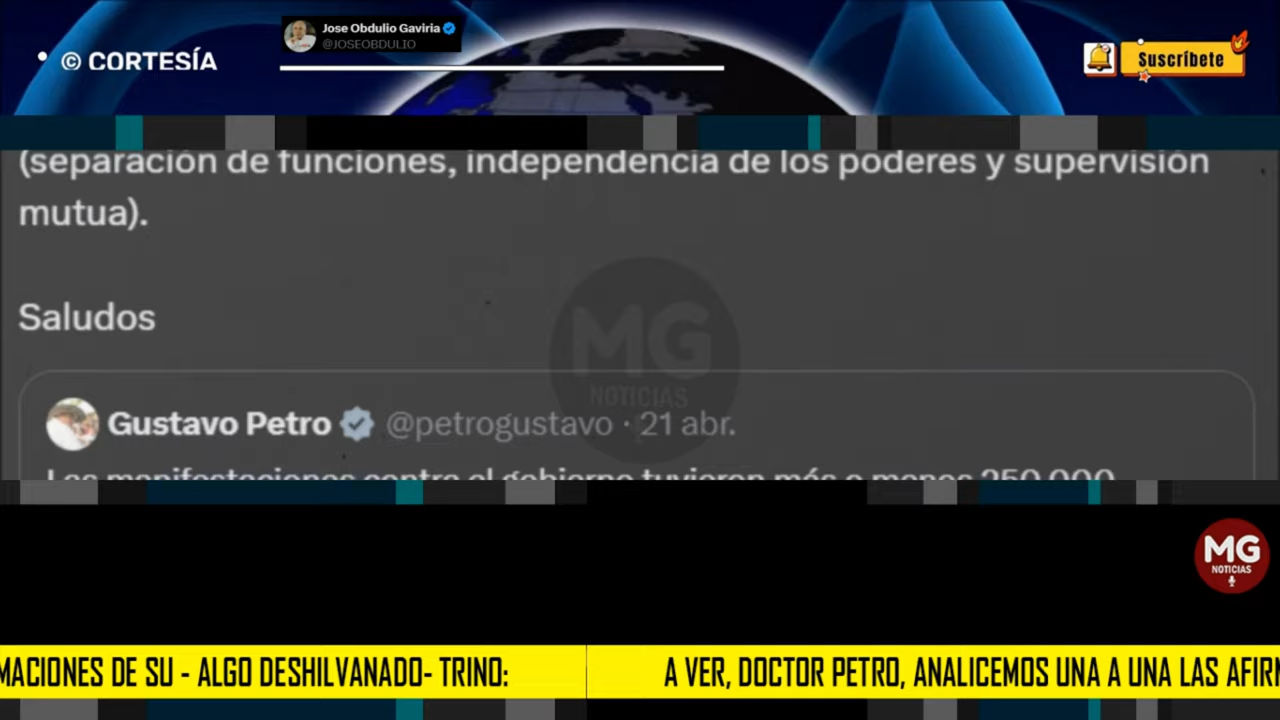 © CORTESÍA
Jose Obdulio Gaviria
@JOSEOBDULIO
Suscríbete
(separación de funciones, independencia de los poderes y supervisión
mutua).
Saludos
MG
NOTICIAS
Gustavo Petro @petrogustavo · 21 abr.
Las manifestaciones contra el gobierno tuvieron más o menos 250.000
MG
NOTICIAS
MACIONES DE SU - ALGO DESHILVANADO- TRINO: A VER, DOCTOR PETRO, ANALICEMOS UNA A UNA LAS AFIR